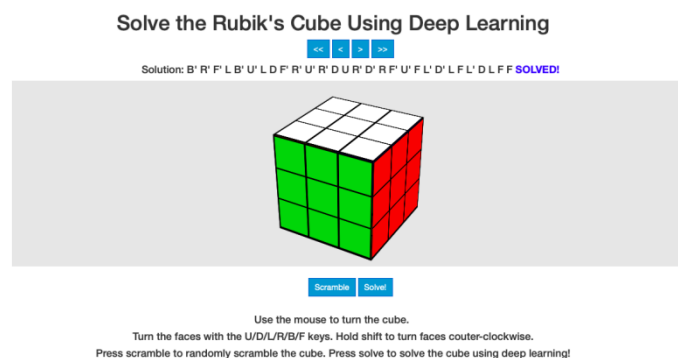 Solve the Rubik's Cube Using Deep Learning
<< < > >>
Solution: B' R' F' L B' U' L D F' R' U' R' D U R' D' R F' U' F L' D' L F L' D L F F SOLVED!
Scramble Solve!
Use the mouse to turn the cube.
Turn the faces with the U/D/L/R/B/F keys. Hold shift to turn faces couter-clockwise.
Press scramble to randomly scramble the cube. Press solve to solve the cube using deep learning!